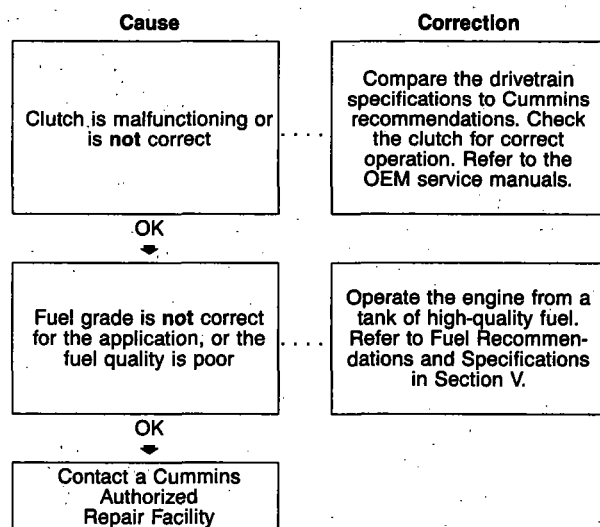 Cause
Correction
Clutch is malfunctioning or
is not correct
Compare the drivetrain
specifications to Cummins
recommendations. Check
the clutch for correct
operation. Refer to the
OEM service manuals.
OK
Fuel grade is not correct
for the application, or the
fuel quality is poor
Operate the engine from a
tank of high-quality fuel.
Refer to Fuel Recommen-
dations and Specifications
in Section V.
OK
Contact a Cummins
Authorized
Repair Facility